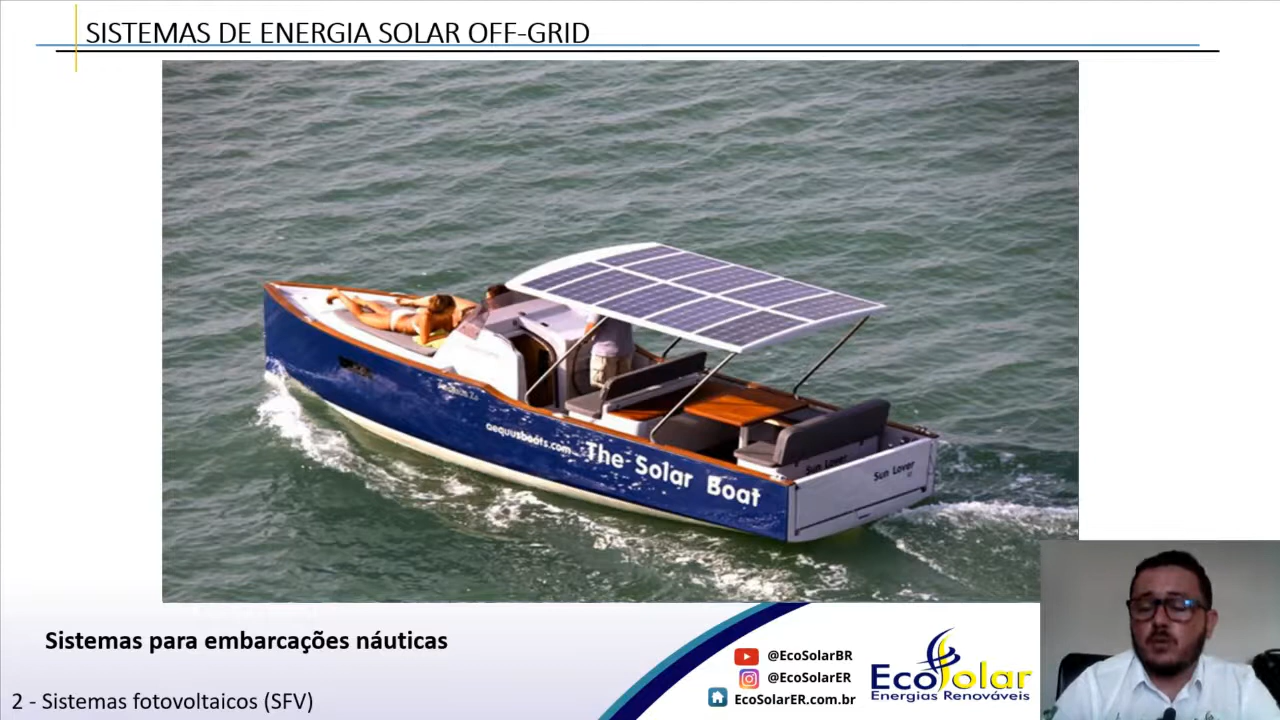 SISTEMAS DE ENERGIA SOLAR OFF-GRID
aequusboats.com
The Solar Boat
Sun Lover
Sun Lover
Sistemas para embarcações náuticas
2 - Sistemas fotovoltaicos (SFV)
@EcoSolarBR
@EcoSolarER
EcoSolarER.com.br
EcoSolar
Energias Renováveis